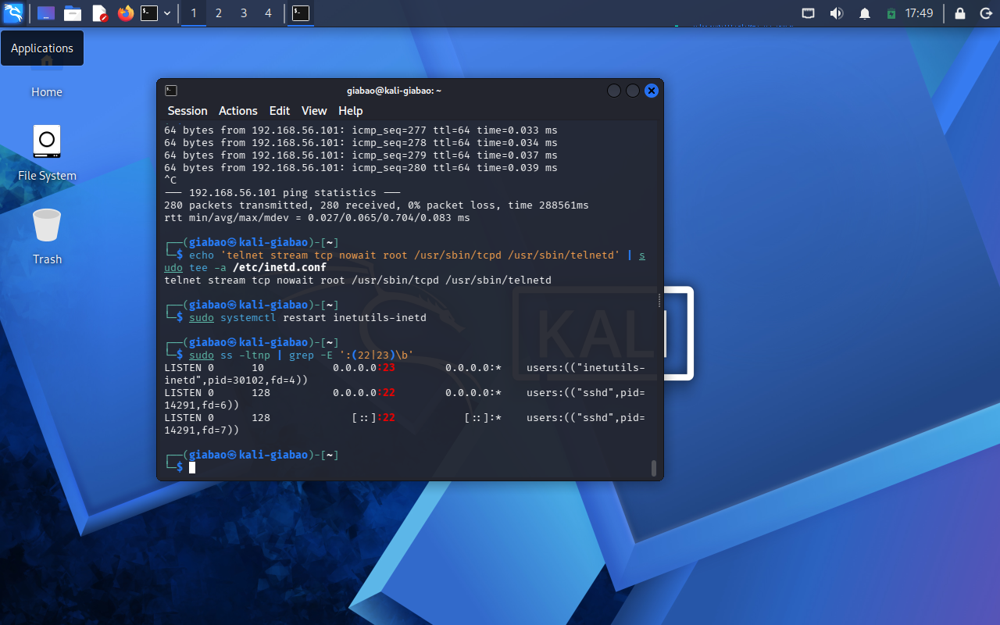 1 2 3 4 17:49
Applications
Home
File System
Trash
giabao@kali-giabao: ~
Session Actions Edit View Help
64 bytes from 192.168.56.101: icmp_seq=277 ttl=64 time=0.033 ms
64 bytes from 192.168.56.101: icmp_seq=278 ttl=64 time=0.034 ms
64 bytes from 192.168.56.101: icmp_seq=279 ttl=64 time=0.037 ms
64 bytes from 192.168.56.101: icmp_seq=280 ttl=64 time=0.039 ms
^C
--- 192.168.56.101 ping statistics ---
280 packets transmitted, 280 received, 0% packet loss, time 288561ms
rtt min/avg/max/mdev = 0.027/0.065/0.704/0.083 ms
┌──(giabao㉿kali-giabao)-[~]
└─$ echo 'telnet stream tcp nowait root /usr/sbin/tcpd /usr/sbin/telnetd' | s
udo tee -a /etc/inetd.conf
telnet stream tcp nowait root /usr/sbin/tcpd /usr/sbin/telnetd
┌──(giabao㉿kali-giabao)-[~]
└─$ sudo systemctl restart inetutils-inetd
┌──(giabao㉿kali-giabao)-[~]
└─$ sudo ss -ltnp | grep -E ':(22|23)\b'
LISTEN 0 10 0.0.0.0:23 0.0.0.0:* users:(("inetutils-
inetd",pid=30102,fd=4))
LISTEN 0 128 0.0.0.0:22 0.0.0.0:* users:(("sshd",pid=
14291,fd=6))
LISTEN 0 128 [::]:22 [::]:* users:(("sshd",pid=
14291,fd=7))
┌──(giabao㉿kali-giabao)-[~]
└─$
KALI